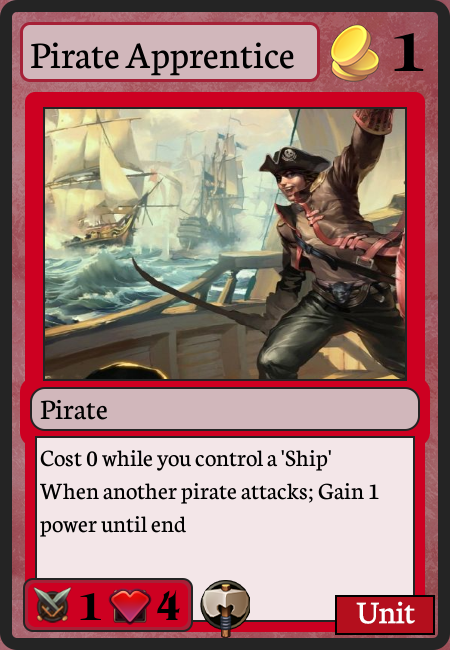 Pirate Apprentice 1
Pirate
Cost 0 while you control a 'Ship'
When another pirate attacks; Gain 1
power until end
1 4
Unit